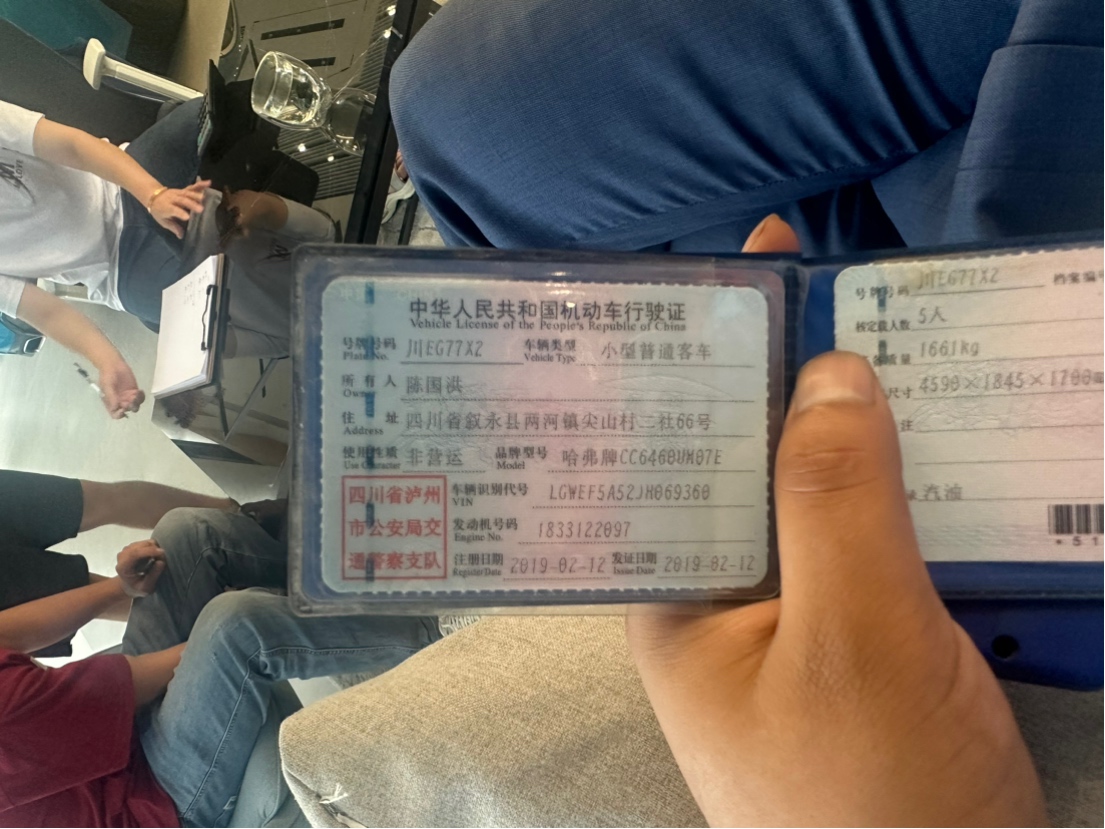 中华人民共和国机动车行驶证
Vehicle License of the People's Republic of China
号牌号码 川EG77X2 车辆类型 小型普通客车
Plate No. Vehicle Type
所有人 陈国洪
Owner
住址 四川省叙永县两河镇尖山村二社66号
Address
使用性质 非营运 品牌型号 哈弗牌CC6460UM07E
Use Character Model
四川省泸州
市公安局交
通警察支队
车辆识别代号 LGWEF5A52JH069360
VIN
发动机号码 1833122097
Engine No.
注册日期 2019-02-12 发证日期 2019-02-12
Register Date Issue Date
号牌号码 川EG77X2 档案编号
核定载人数 5人
质量 1661kg
尺寸 4590×1845×1700
注
汽油
*51